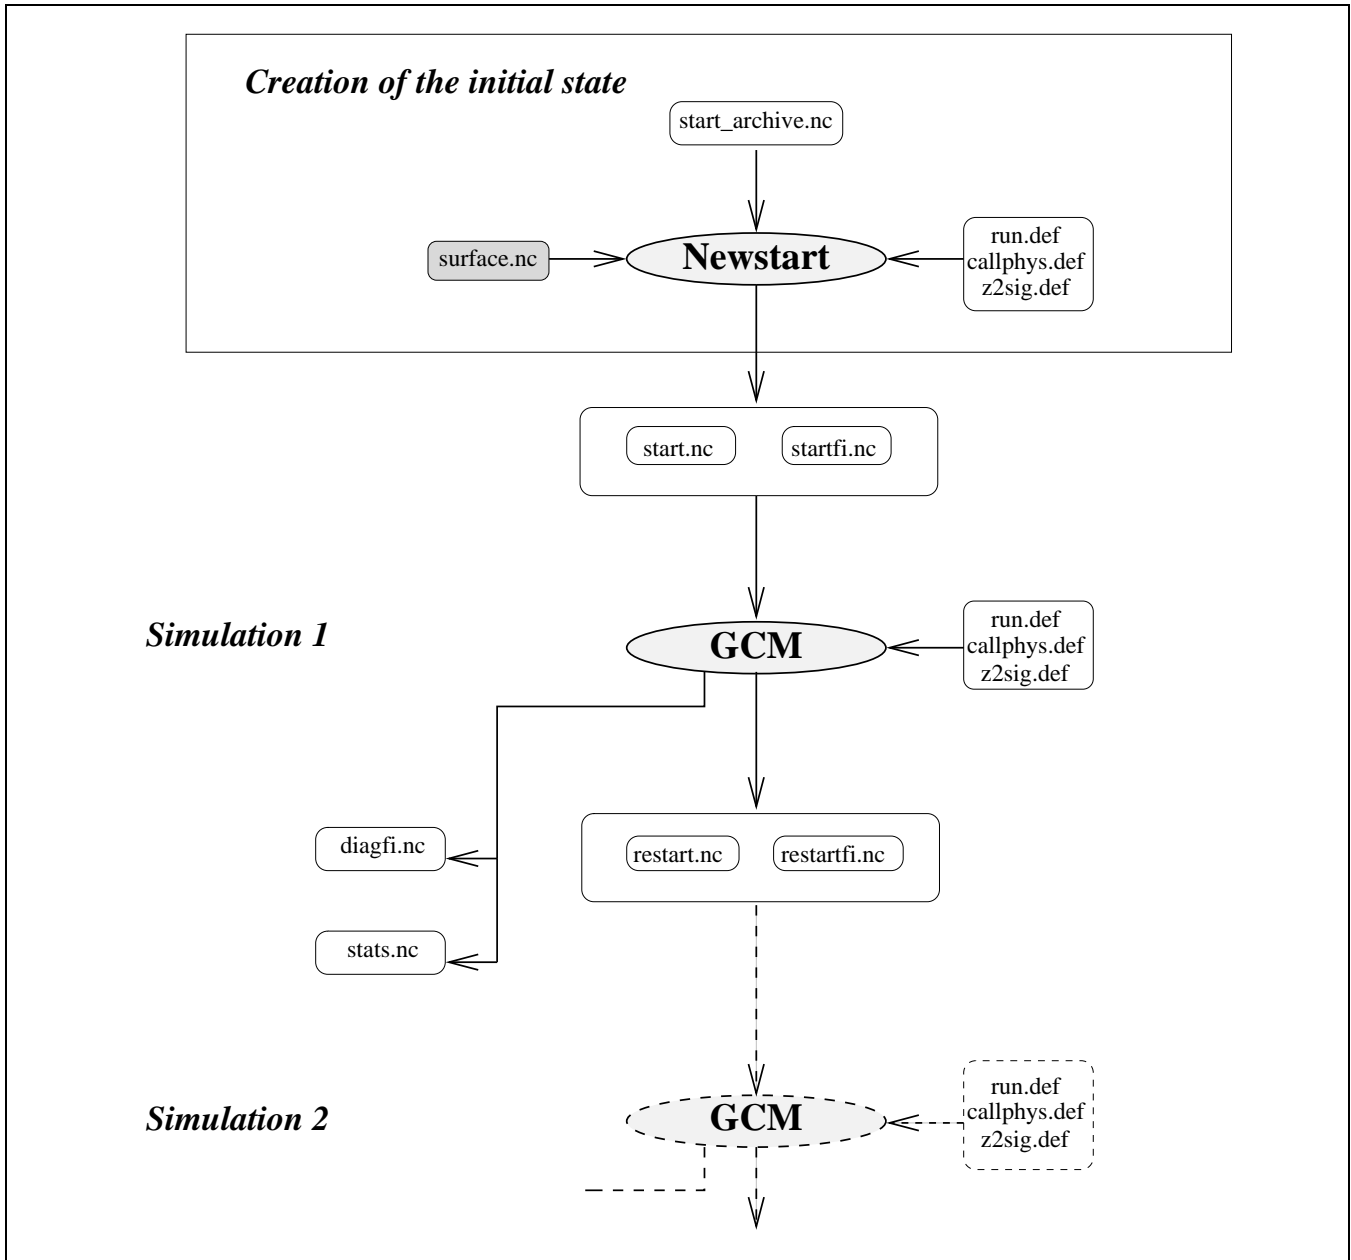 Creation of the initial state
start_archive.nc
surface.nc
Newstart
run.def
callphys.def
z2sig.def
start.nc
startfi.nc
Simulation 1
GCM
run.def
callphys.def
z2sig.def
diagfi.nc
restart.nc
restartfi.nc
stats.nc
Simulation 2
GCM
run.def
callphys.def
z2sig.def